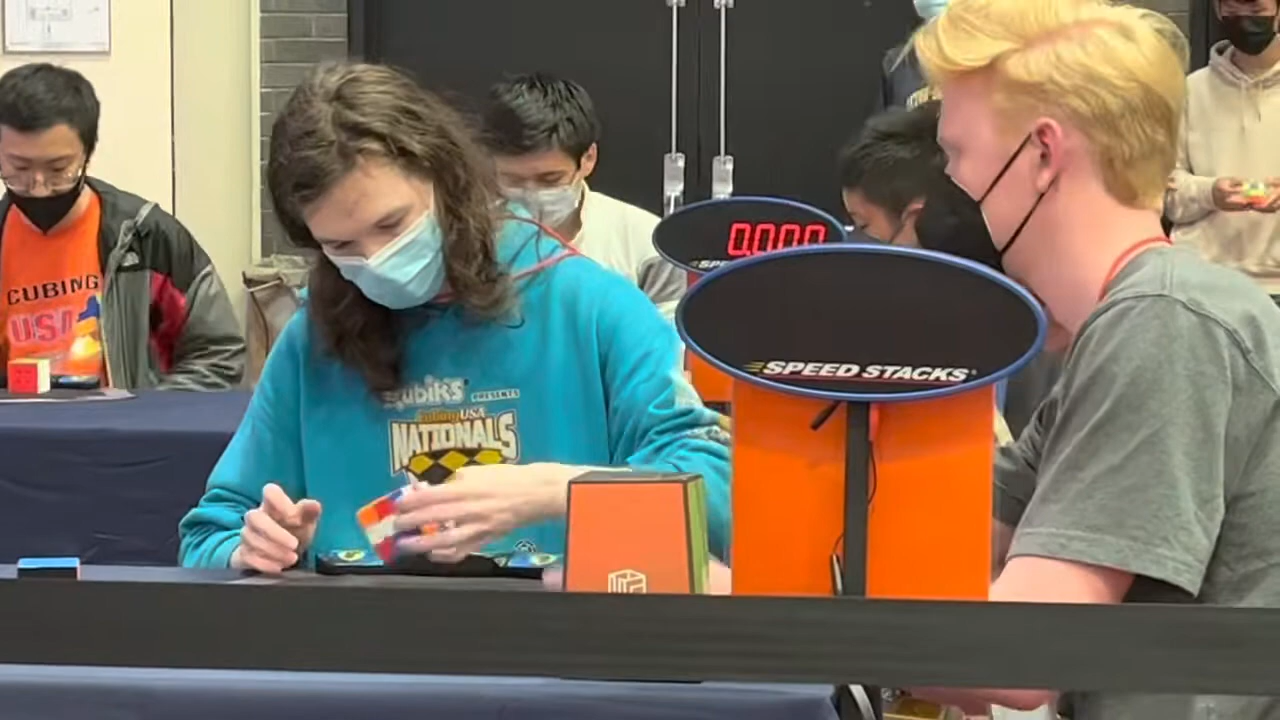 0.000
SPEED STACKS
CUBING
USA
Rubik's PRESENTS
CubingUSA
NATIONALS